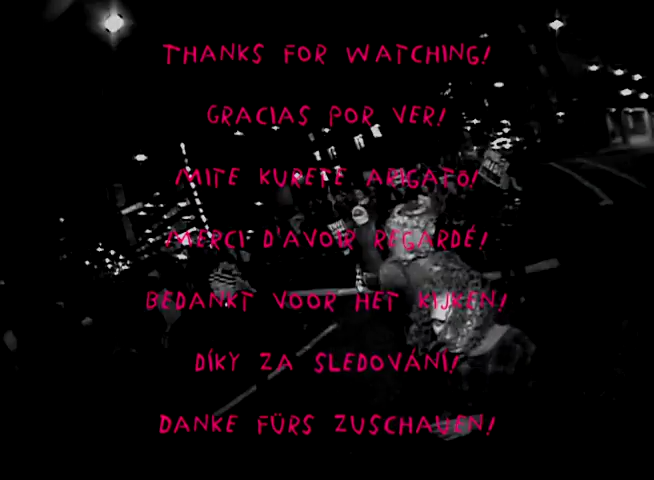 THANKS FOR WATCHING!
GRACIAS POR VER!
MITE KURETE ARIGATO!
MERCI D'AVOIR REGARDÉ!
BEDANKT VOOR HET KIJKEN!
DÍKY ZA SLEDOVÁNÍ!
DANKE FÜRS ZUSCHAUEN!